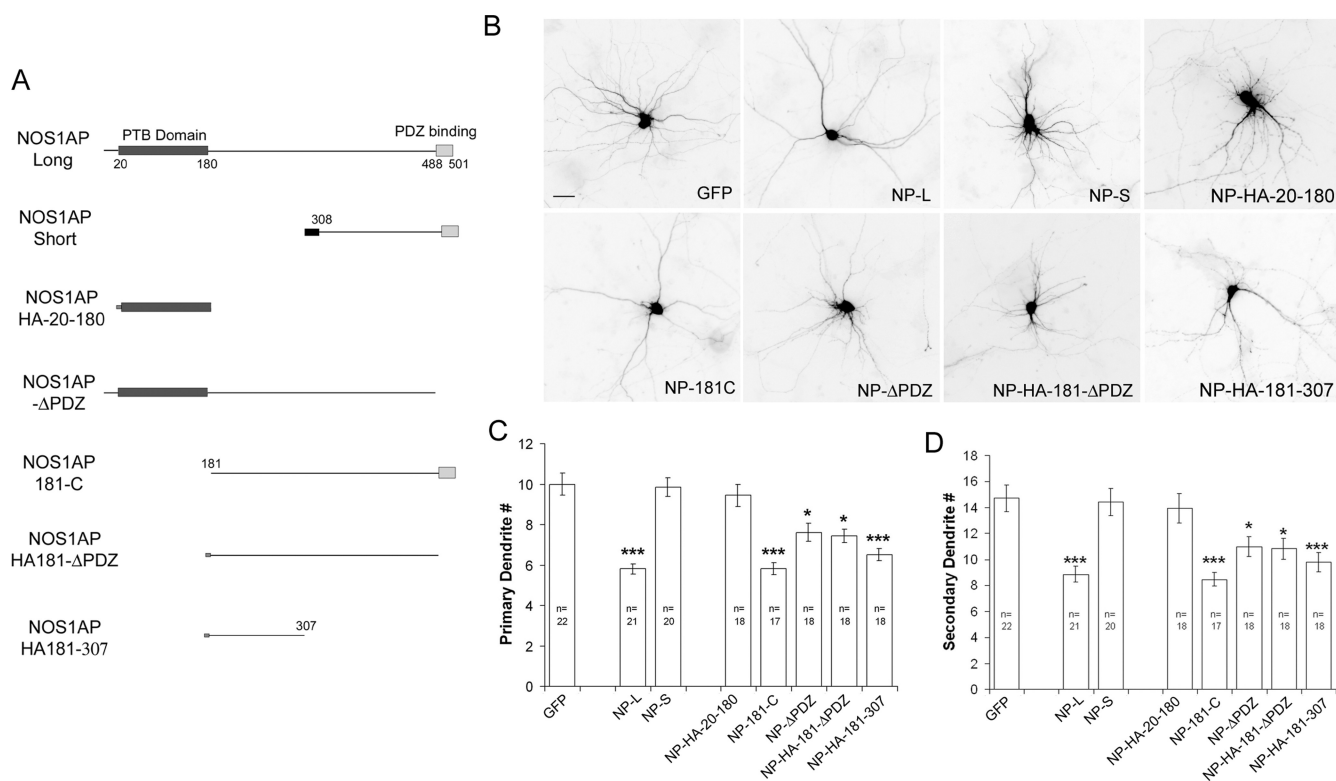 A
NOS1AP
Long
PTB Domain
PDZ binding
20
180
488 501
NOS1AP
Short
308
NOS1AP
HA-20-180
NOS1AP
-ΔPDZ
NOS1AP
181-C
181
NOS1AP
HA181-ΔPDZ
NOS1AP
HA181-307
307
B
GFP
NP-L
NP-S
NP-HA-20-180
NP-181C
NP-ΔPDZ
NP-HA-181-ΔPDZ
NP-HA-181-307
C
Primary Dendrite #
12
10
8
6
4
2
0
***
***
*
*
***
n=
22
n=
21
n=
20
n=
18
n=
17
n=
18
n=
18
n=
18
GFP
NP-L
NP-S
NP-HA-20-180
NP-181-C
NP-ΔPDZ
NP-HA-181-ΔPDZ
NP-HA-181-307
D
Secondary Dendrite #
18
16
14
12
10
8
6
4
2
0
***
***
*
*
***
n=
22
n=
21
n=
20
n=
18
n=
17
n=
18
n=
18
n=
18
GFP
NP-L
NP-S
NP-HA-20-180
NP-181-C
NP-ΔPDZ
NP-HA-181-ΔPDZ
NP-HA-181-307